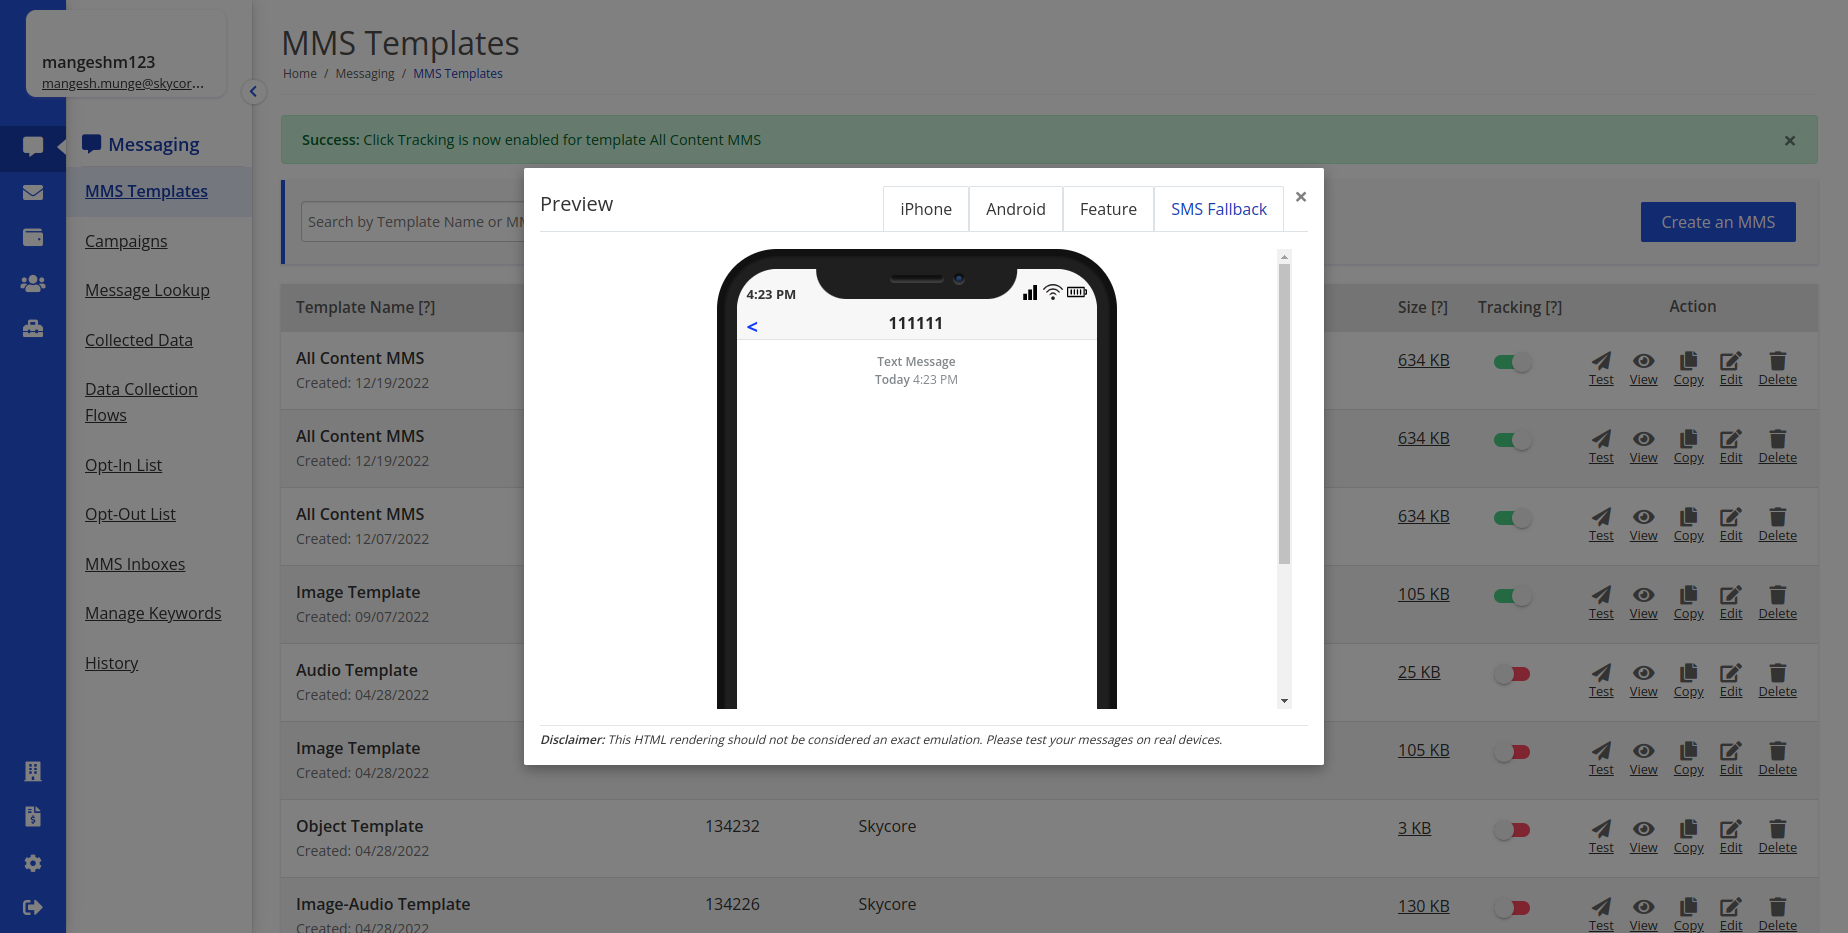 mangeshm123
mangesh.munge@skycor...
Messaging
MMS Templates
Campaigns
Message Lookup
Collected Data
Data Collection
Flows
Opt-In List
Opt-Out List
MMS Inboxes
Manage Keywords
History
MMS Templates
Home / Messaging / MMS Templates
Success: Click Tracking is now enabled for template All Content MMS ×
Search by Template Name or
Create an MMS
Preview iPhone Android Feature SMS Fallback ×
4:23 PM
< 111111
Text Message
Today 4:23 PM
Disclaimer: This HTML rendering should not be considered an exact emulation. Please test your messages on real devices.
Template Name [?] Size [?] Tracking [?] Action
All Content MMS 634 KB
Created: 12/19/2022 Test View Copy Edit Delete
All Content MMS 634 KB
Created: 12/19/2022 Test View Copy Edit Delete
All Content MMS 634 KB
Created: 12/07/2022 Test View Copy Edit Delete
Image Template 105 KB
Created: 09/07/2022 Test View Copy Edit Delete
Audio Template 25 KB
Created: 04/28/2022 Test View Copy Edit Delete
Image Template 105 KB
Created: 04/28/2022 Test View Copy Edit Delete
Object Template 134232 Skycore 3 KB
Created: 04/28/2022 Test View Copy Edit Delete
Image-Audio Template 134226 Skycore 130 KB
Created: 04/28/2022 Test View Copy Edit Delete